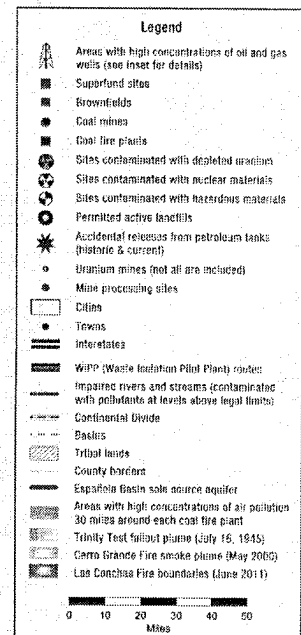 Legend
Areas with high concentrations of oil and gas
wells (see inset for details)
Superfund sites
Brownfields
Coal mines
Coal fire plants
Sites contaminated with depleted uranium
Sites contaminated with nuclear materials
Sites contaminated with hazardous materials
Permitted active landfills
Accidental releases from petroleum tanks
(historic & current)
Uranium mines (not all are included)
Mine processing sites
Cities
Towns
Interstates
WIPP (Waste Isolation Pilot Plant) routes
Impaired rivers and streams (contaminated
with pollutants at levels above legal limits)
Continental Divide
Basins
Tribal lands
County borders
Española Basin sole source aquifer
Areas with high concentrations of air pollution
30 miles around each coal fire plant
Trinity Test fallout plume (July 16, 1945)
Cerro Grande Fire smoke plume (May 2000)
Las Conchas Fire boundaries (June 2011)
0 10 20 30 40 50
Miles